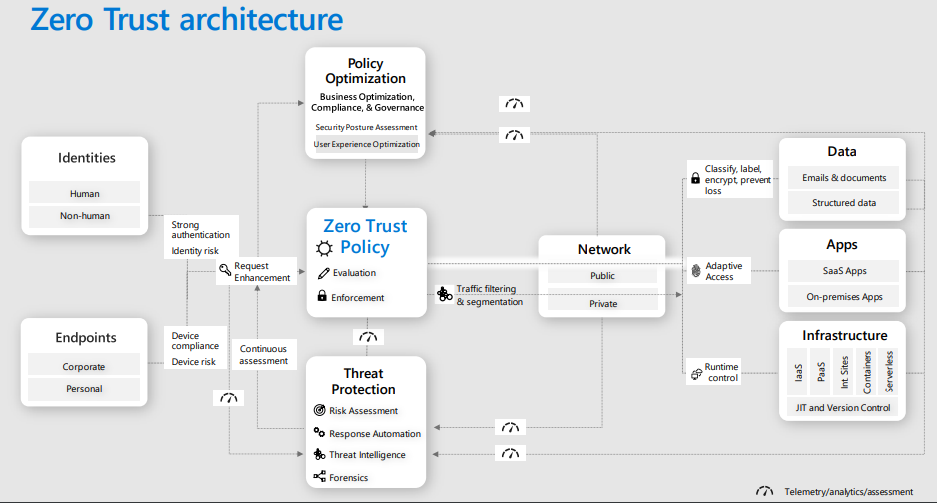 Zero Trust architecture
Policy
Optimization
Business Optimization,
Compliance, & Governance
Security Posture Assessment
User Experience Optimization
Identities
Human
Non-human
Strong
authentication
Identity risk
Request
Enhancement
Zero Trust
Policy
Evaluation
Enforcement
Traffic filtering
& segmentation
Network
Public
Private
Classify, label,
encrypt, prevent
loss
Data
Emails & documents
Structured data
Adaptive
Access
Apps
SaaS Apps
On-premises Apps
Endpoints
Corporate
Personal
Device
compliance
Device risk
Continuous
assessment
Threat
Protection
Risk Assessment
Response Automation
Threat Intelligence
Forensics
Runtime
control
Infrastructure
IaaS
PaaS
Int. Sites
Containers
Serverless
JIT and Version Control
Telemetry/analytics/assessment